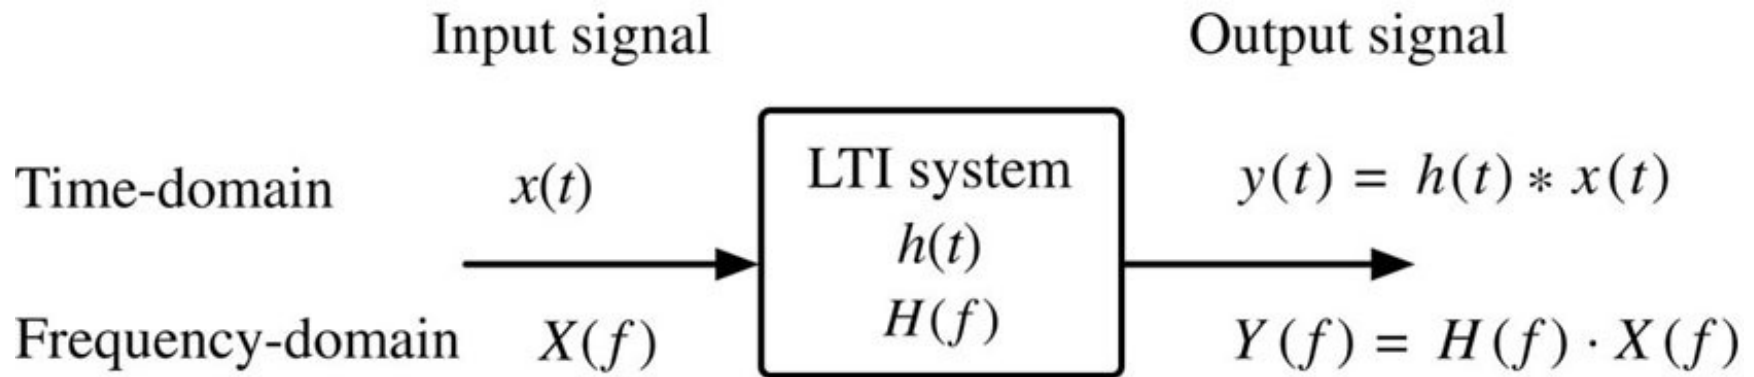 Input signal
Output signal
Time-domain
x(t)
LTI system
y(t) = h(t) * x(t)
h(t)
Frequency-domain
X(f)
H(f)
Y(f) = H(f) · X(f)